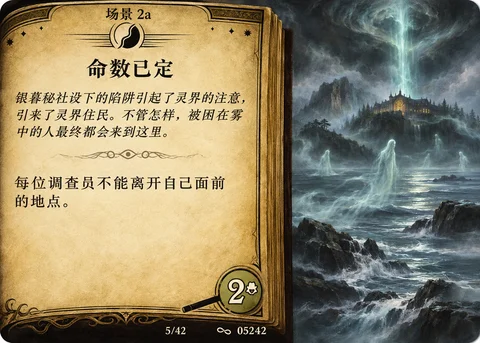 场景 2a
命数已定
银暮秘社设下的陷阱引起了灵界的注意，
引来了灵界住民。不管怎样，被困在雾
中的人最终都会来到这里。
每位调查员不能离开自己面前
的地点。
2
5/42
05242